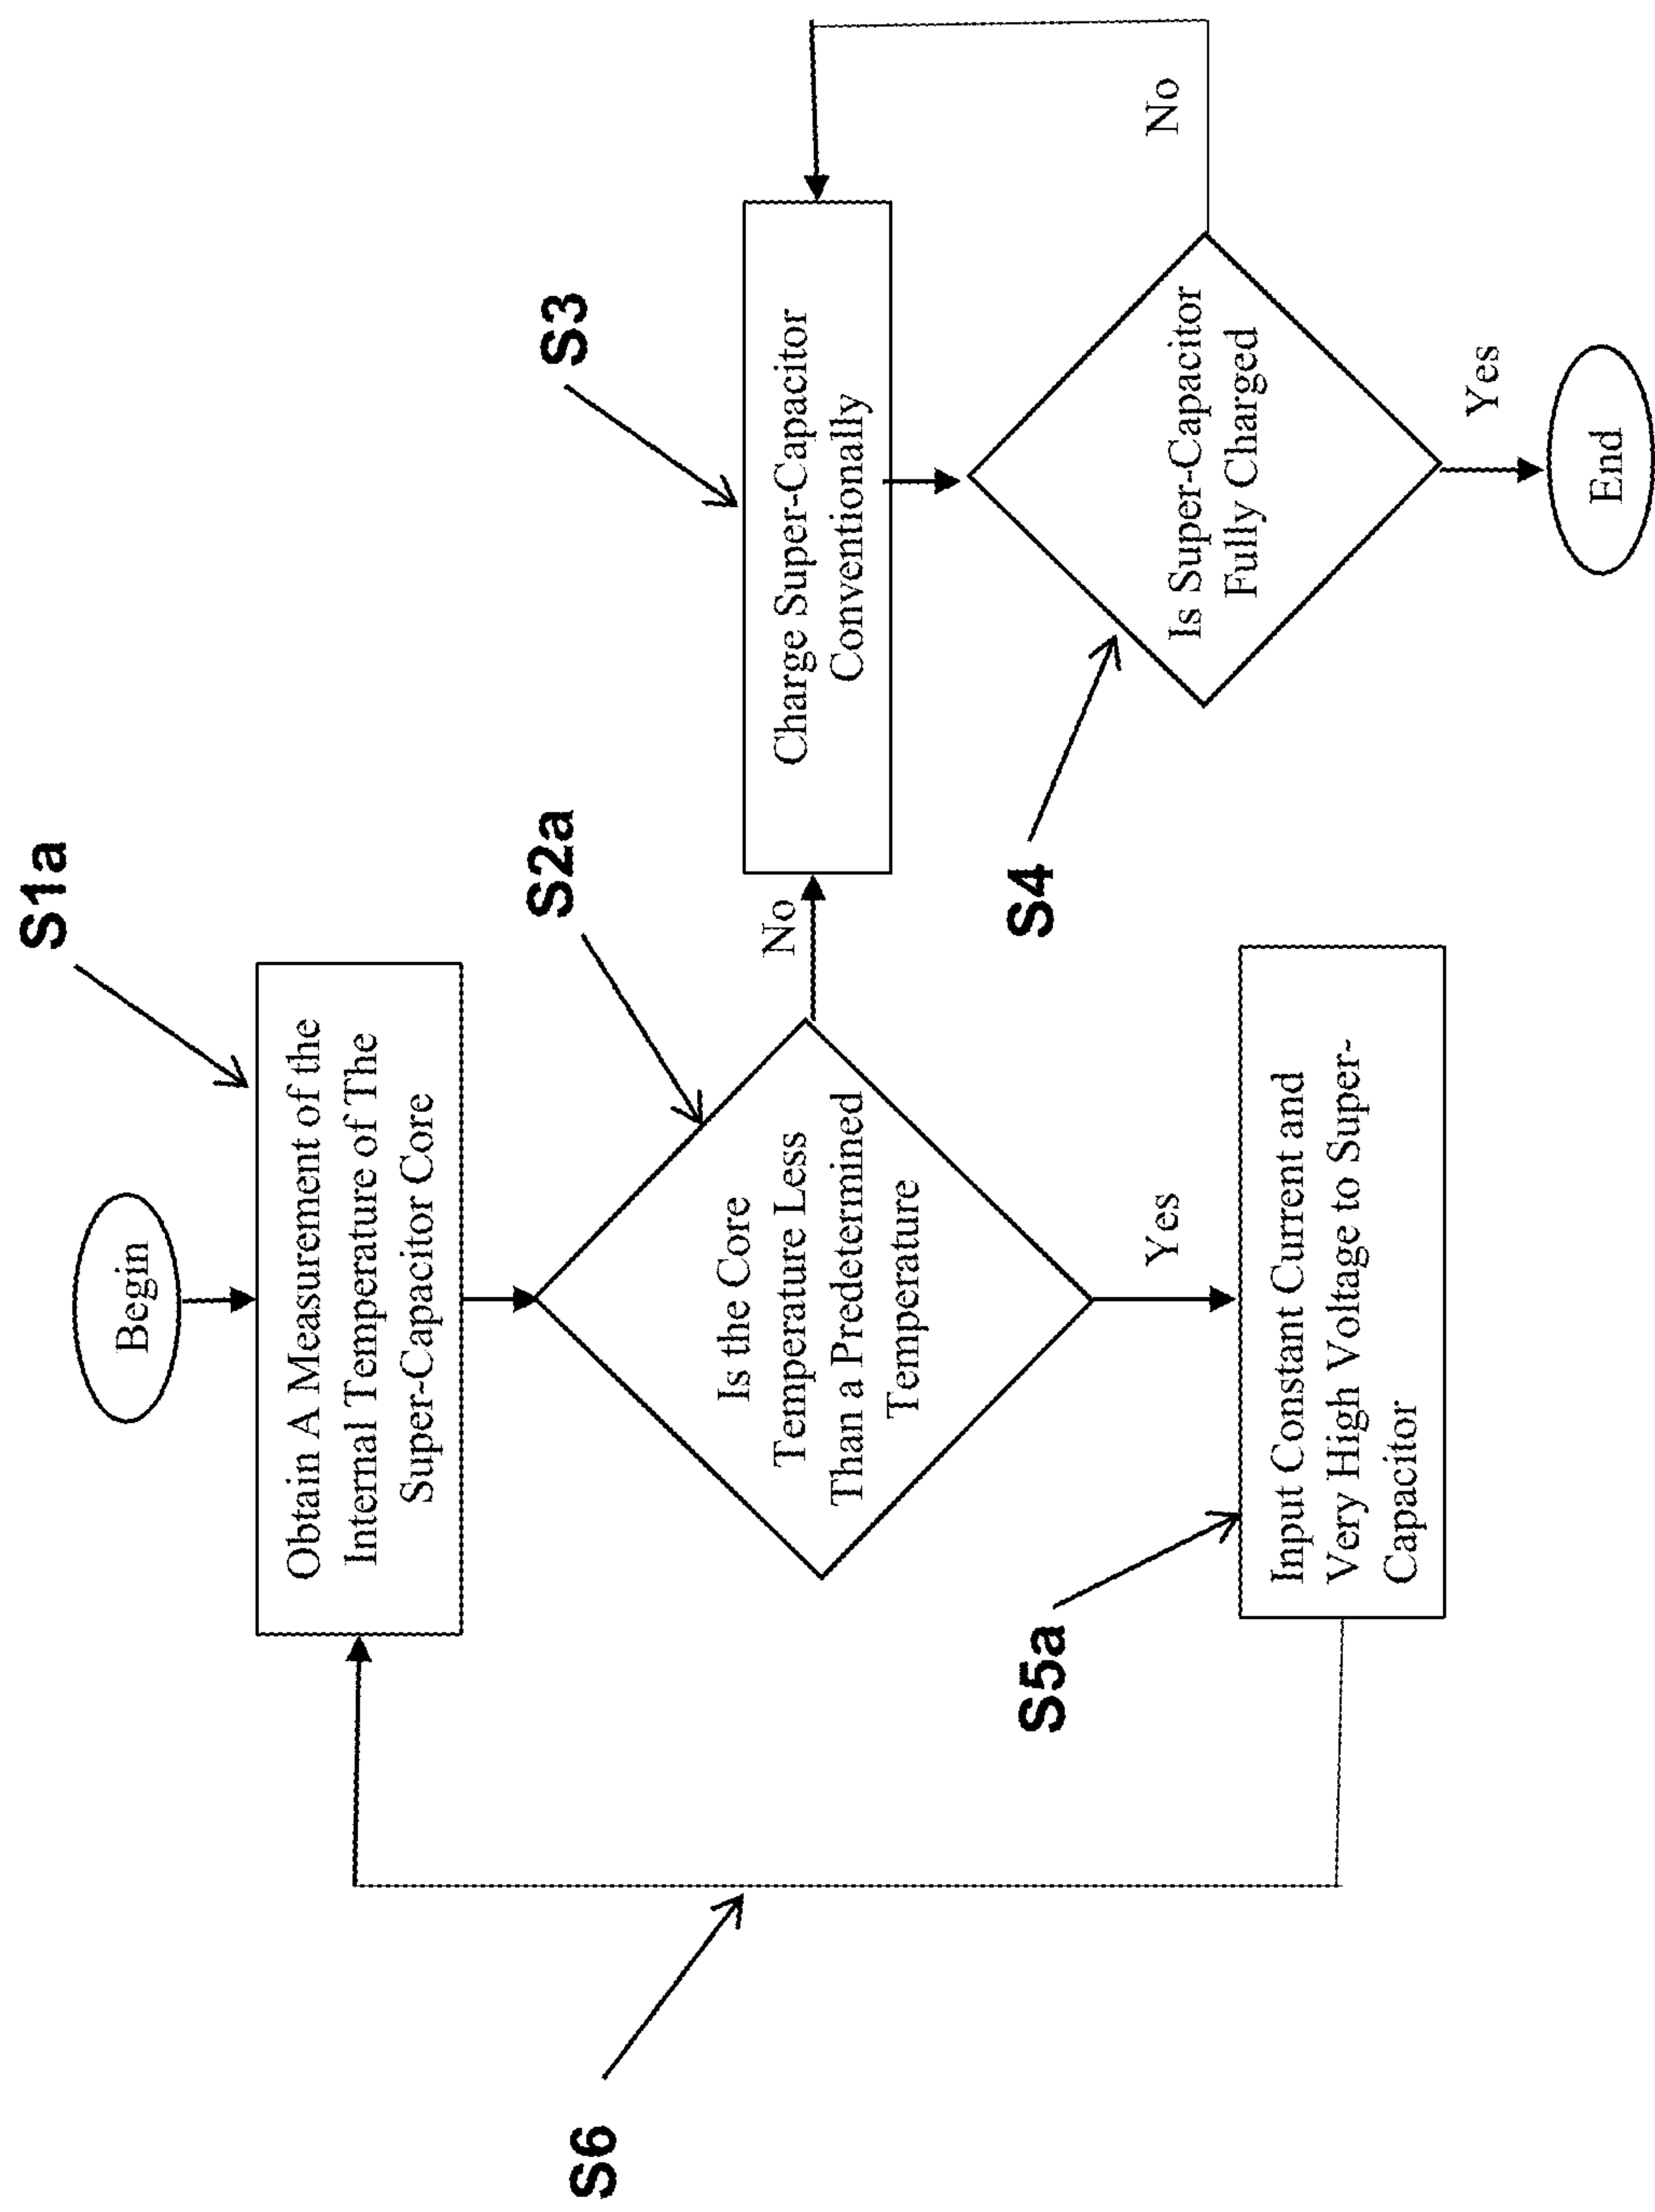 Begin
S1a
Obtain A Measurement of the
Internal Temperature of The
Super-Capacitor Core
S2a
Is the Core
Temperature Less
Than a Predetermined
Temperature
No
S3
Charge Super-Capacitor
Conventionally
S6
Yes
S5a
Input Constant Current and
Very High Voltage to Super-
Capacitor
S4
Is Super-Capacitor
Fully Charged
No
Yes
End